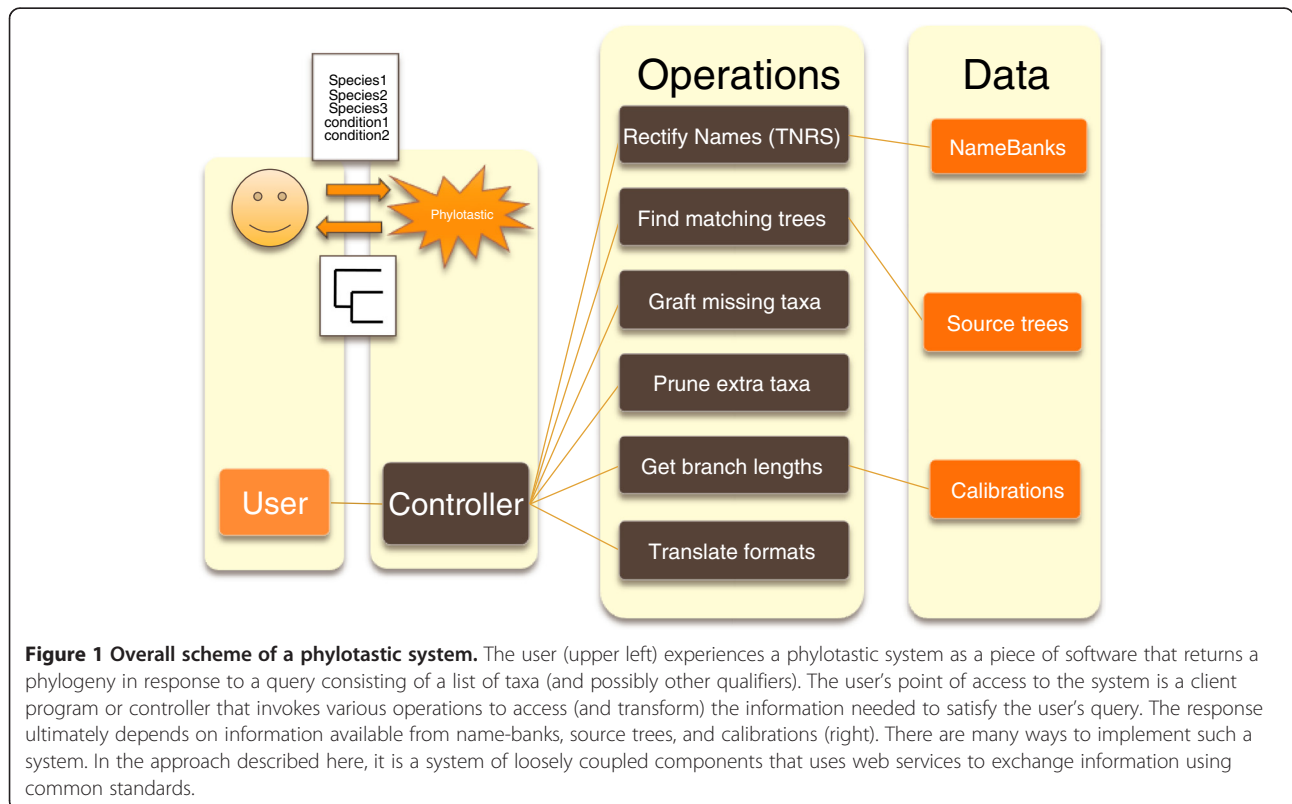 Species1
Species2
Species3
condition1
condition2
Phylotastic
User
Controller
Operations
Rectify Names (TNRS)
Find matching trees
Graft missing taxa
Prune extra taxa
Get branch lengths
Translate formats
Data
NameBanks
Source trees
Calibrations
Figure 1 Overall scheme of a phylotastic system. The user (upper left) experiences a phylotastic system as a piece of software that returns a
phylogeny in response to a query consisting of a list of taxa (and possibly other qualifiers). The user's point of access to the system is a client
program or controller that invokes various operations to access (and transform) the information needed to satisfy the user's query. The response
ultimately depends on information available from name-banks, source trees, and calibrations (right). There are many ways to implement such a
system. In the approach described here, it is a system of loosely coupled components that uses web services to exchange information using
common standards.